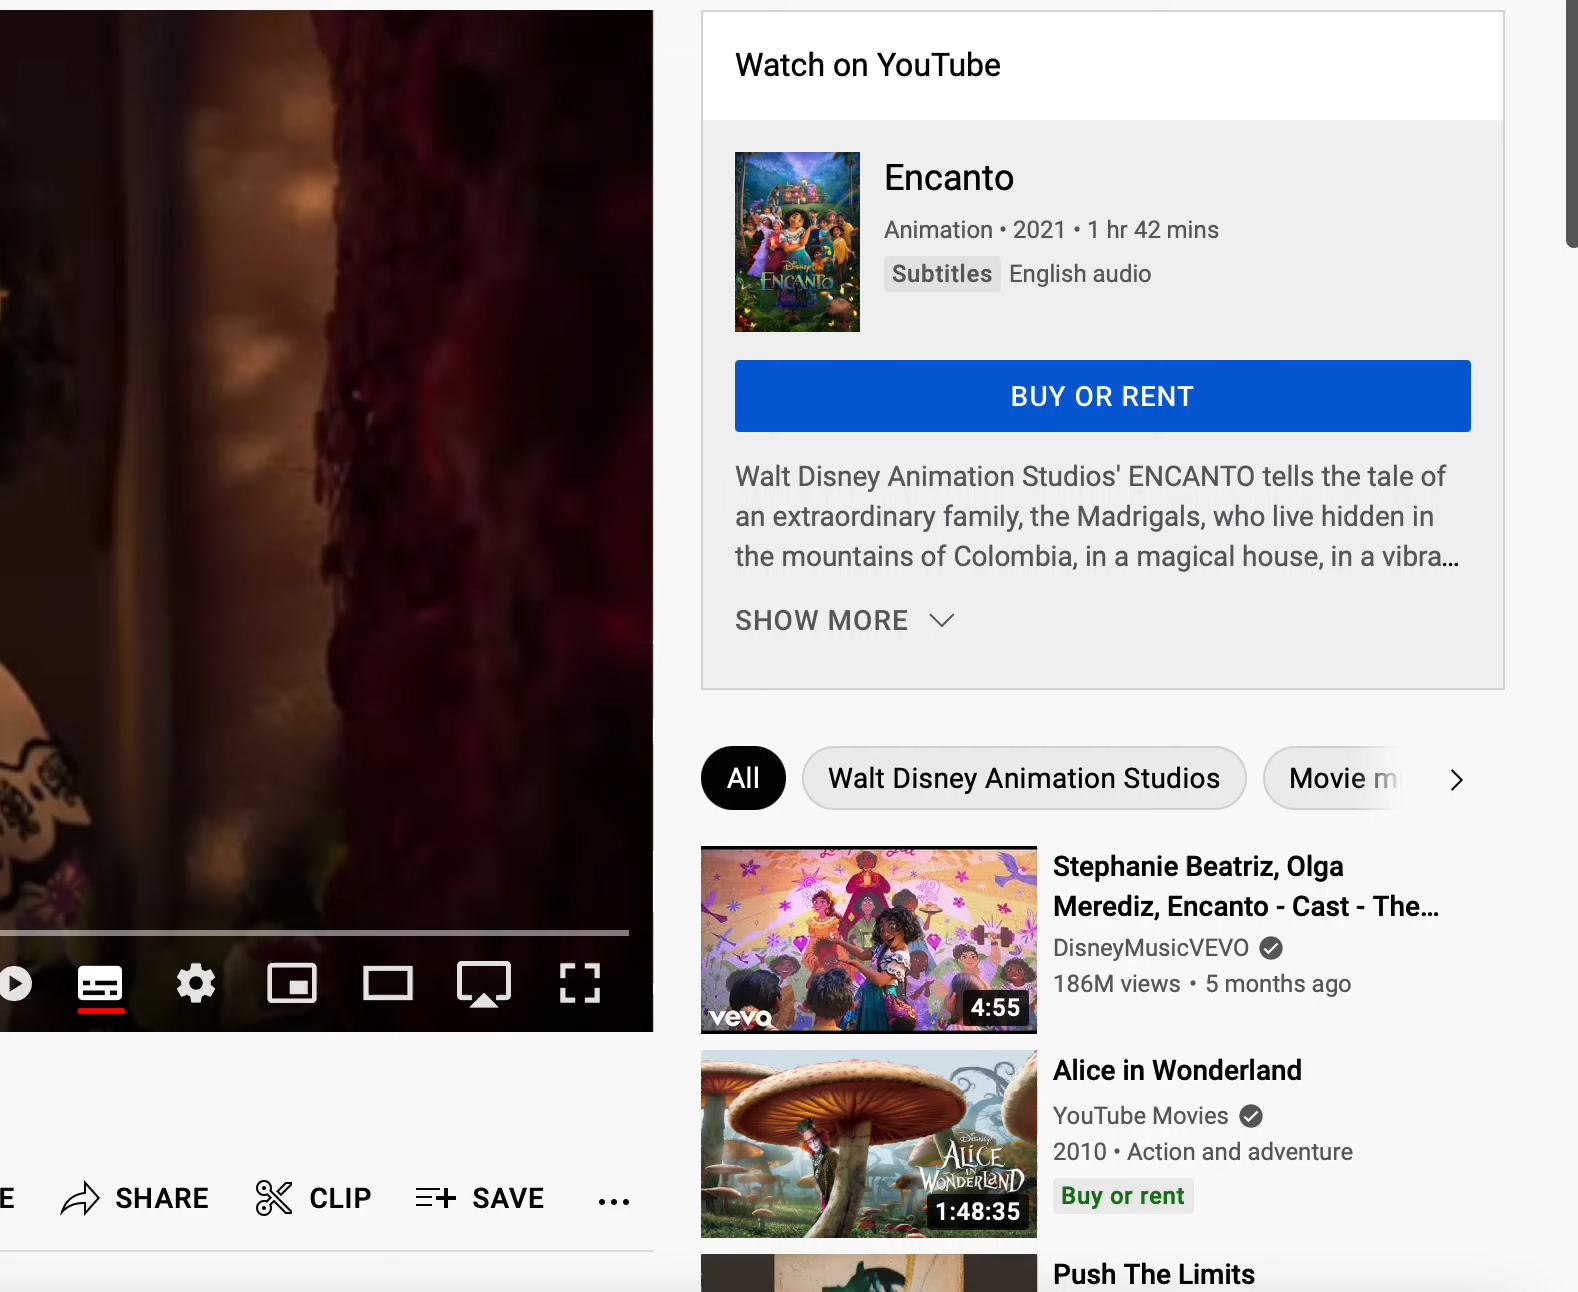 Watch on YouTube
Encanto
Animation • 2021 • 1 hr 42 mins
Subtitles English audio
Disney
ENCANTO
BUY OR RENT
Walt Disney Animation Studios' ENCANTO tells the tale of
an extraordinary family, the Madrigals, who live hidden in
the mountains of Colombia, in a magical house, in a vibra...
SHOW MORE
All
Walt Disney Animation Studios
Movie m
vevo
4:55
Stephanie Beatriz, Olga
Merediz, Encanto - Cast - The...
DisneyMusicVEVO
186M views • 5 months ago
Disney
ALICE
IN
WONDERLAND
1:48:35
Alice in Wonderland
YouTube Movies
2010 • Action and adventure
Buy or rent
E
SHARE
CLIP
SAVE
Push The Limits